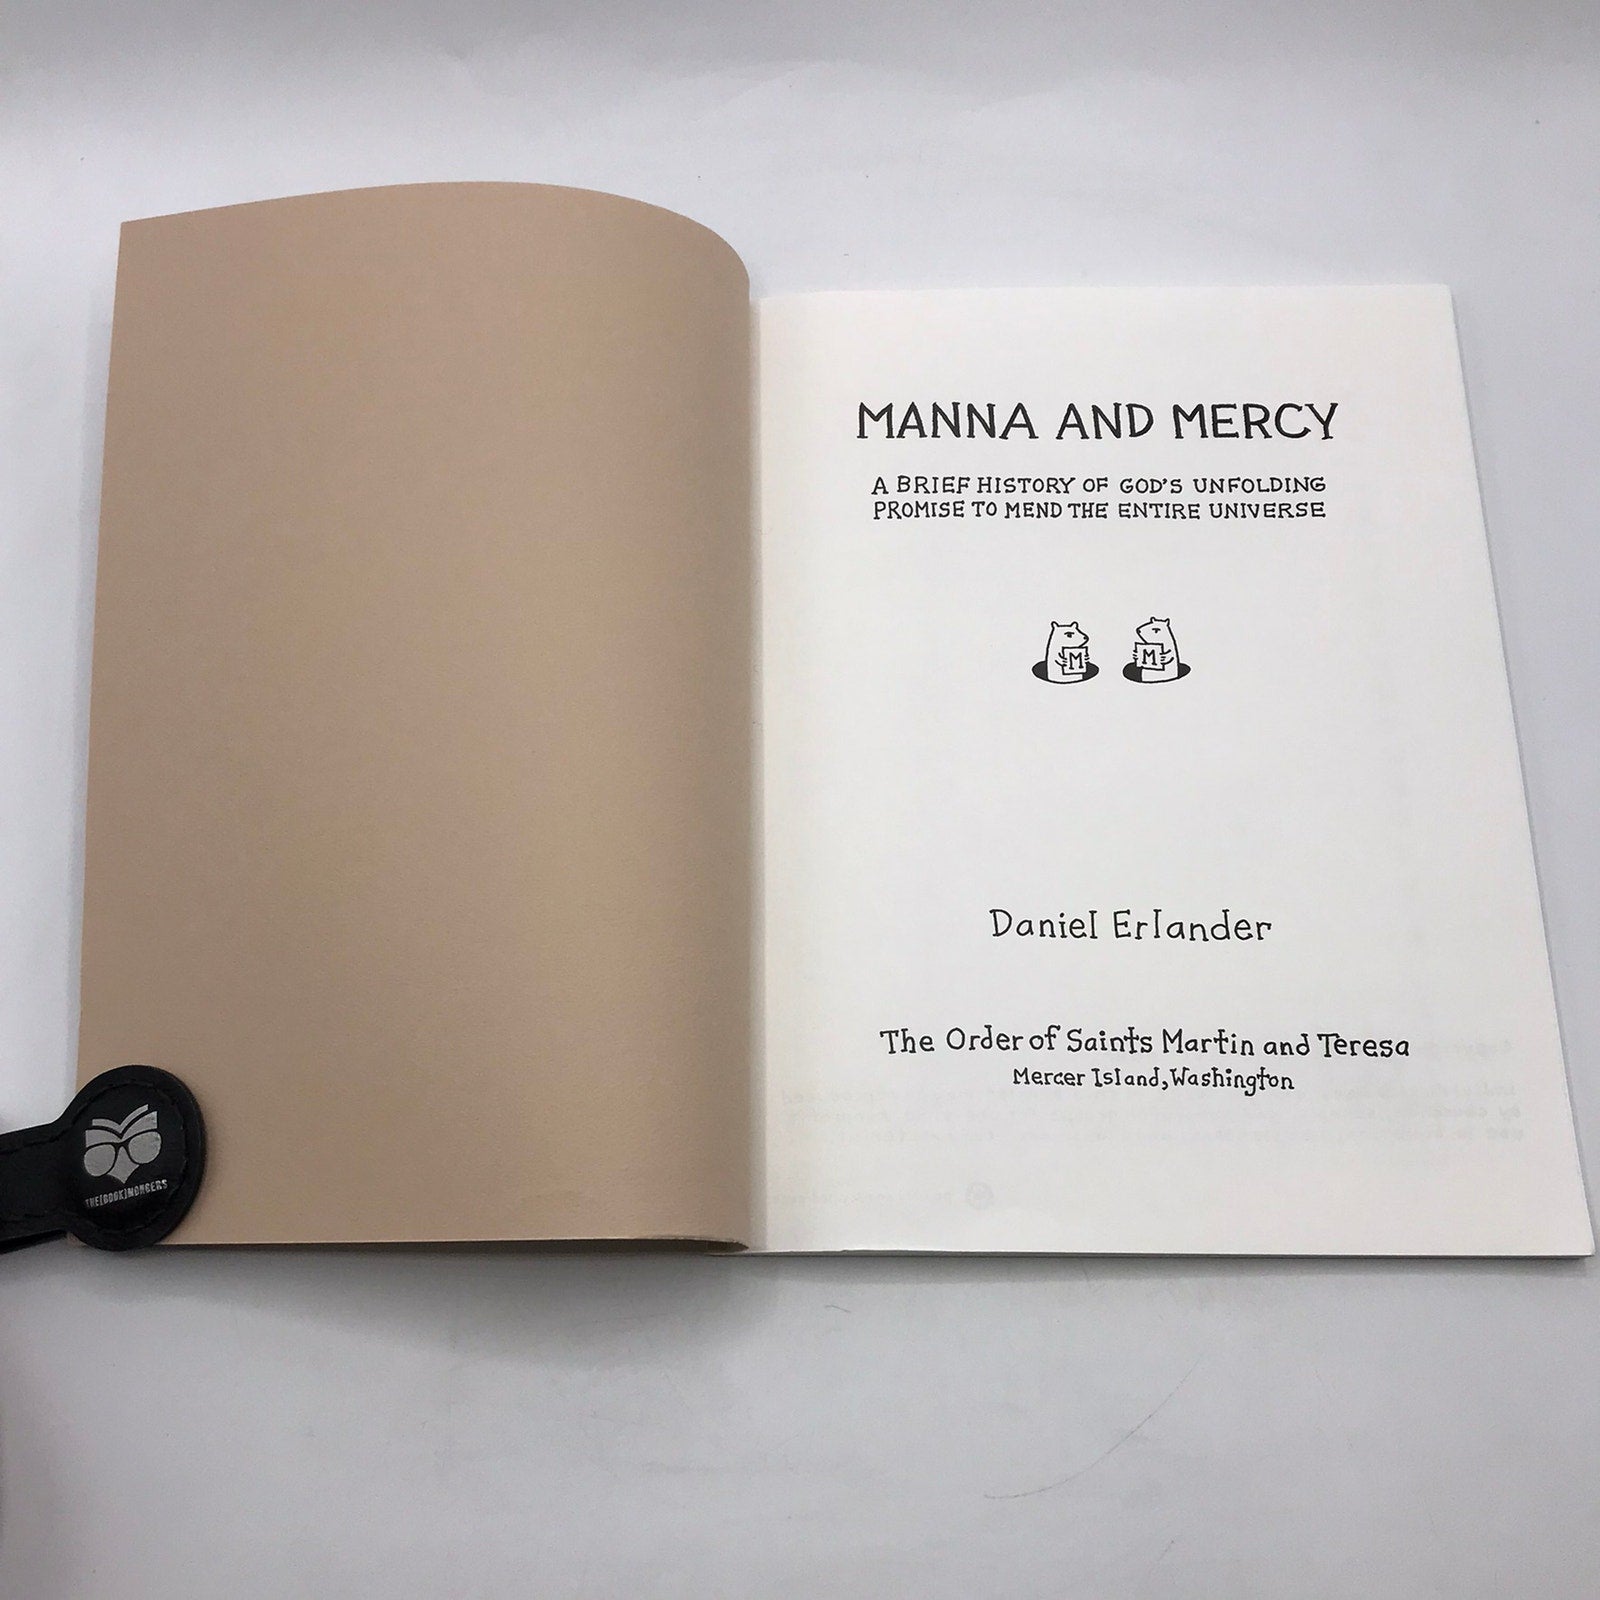 MANNA AND MERCY
A BRIEF HISTORY OF GOD'S UNFOLDING
PROMISE TO MEND THE ENTIRE UNIVERSE
M M
Daniel Erlander
The Order of Saints Martin and Teresa
Mercer Island, Washington
THE[BOOK]MONGERS